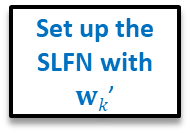 Set up the
SLFN with
𝐰ₖ’